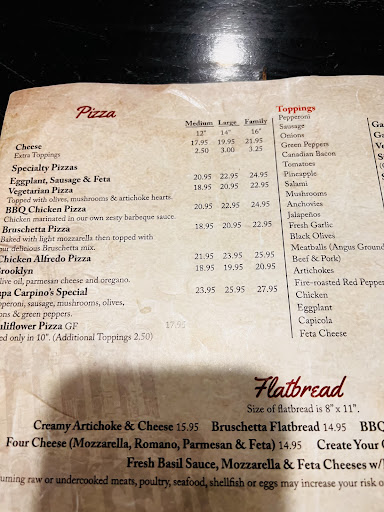 Pizza
Medium Large Family
12" 14" 16"
Cheese 17.95 19.95 21.95
Extra Toppings 2.50 3.00 3.25
Specialty Pizzas
Eggplant, Sausage & Feta 20.95 22.95 24.95
Vegetarian Pizza 18.95 20.95 22.95
Topped with olives, mushrooms & artichoke hearts.
BBQ Chicken Pizza 20.95 22.95 24.95
Chicken marinated in our own zesty barbeque sauce.
Bruschetta Pizza 18.95 20.95 22.95
Baked with light mozzarella then topped with
our delicious Bruschetta mix.
Chicken Alfredo Pizza 21.95 23.95 25.95
Brooklyn 18.95 19.95 20.95
olive oil, parmesan cheese and oregano.
Carpino's Special 23.95 25.95 27.95
sausage, mushrooms, olives,
& green peppers.
Pizza GF 17.95
only in 10". (Additional Toppings 2.50)
Toppings
Pepperoni
Sausage
Onions
Green Peppers
Canadian Bacon
Tomatoes
Pineapple
Salami
Mushrooms
Anchovies
Jalapeños
Fresh Garlic
Black Olives
Meatballs (Angus Ground
Beef & Pork)
Artichokes
Fire-roasted Red Pepper
Chicken
Eggplant
Capicola
Feta Cheese
Flatbread
Size of flatbread is 8" x 11".
Creamy Artichoke & Cheese 15.95 Bruschetta Flatbread 14.95 BBQ
Four Cheese (Mozzarella, Romano, Parmesan & Feta) 14.95 Create Your
Fresh Basil Sauce, Mozzarella & Feta Cheeses w/
raw or undercooked meats, poultry, seafood, shellfish or eggs may increase your risk o